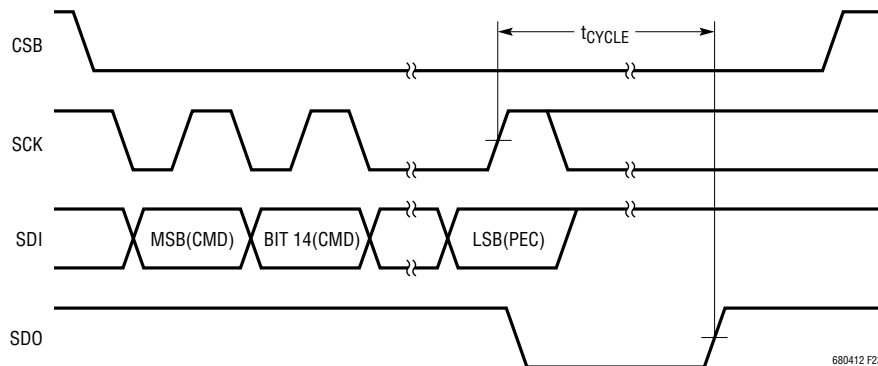 CSB
tCYCLE
SCK
SDI
MSB(CMD)
BIT 14(CMD)
LSB(PEC)
SDO